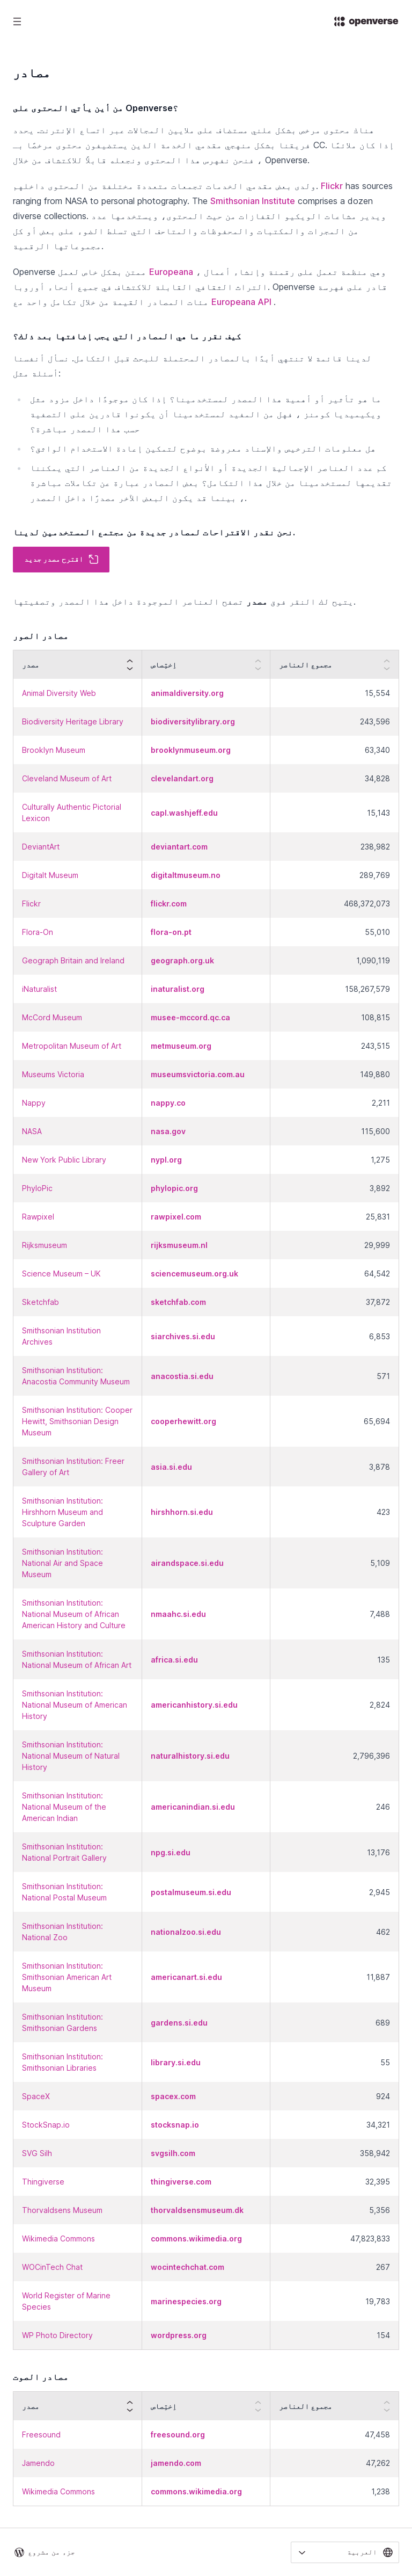 openverse
مصادر
من أين يأتي المحتوى على Openverse؟
هناك محتوى مرخص بشكل علني مستضاف على ملايين المجالات عبر اتساع الإنترنت. يحدد فريقنا بشكل منهجي مقدمي الخدمة الذين يستضيفون محتوى مرخصًا بـ CC. إذا كان ملائمًا ، فنحن نفهرس هذا المحتوى ونجعله قابلاً للاكتشاف من خلال Openverse.
ولدى بعض مقدمي الخدمات تجمعات متعددة مختلفة من المحتوى داخلهم. Flickr has sources ranging from NASA to personal photography. The Smithsonian Institute comprises a dozen diverse collections. ويدير مشاعات الويكيو القفازات من حيث المحتوى، ويستخدمها عدد من المجرات والمكتبات والمحفوظات والمتاحف التي تسلط الضوء على بعض أو كل مجموعاتها الرقمية.
Openverse ممتن بشكل خاص لعمل Europeana ، وهي منظمة تعمل على رقمنة وإنشاء أعمال التراث الثقافي القابلة للاكتشاف في جميع أنحاء أوروبا. Openverse قادر على فهرسة مئات المصادر القيمة من خلال تكامل واحد مع Europeana API .
كيف نقرر ما هي المصادر التي يجب إضافتها بعد ذلك؟
لدينا قائمة لا تنتهي أبدًا بالمصادر المحتملة للبحث قبل التكامل. نسأل أنفسنا أسئلة مثل:
ما هو تأثير أو أهمية هذا المصدر لمستخدمينا؟ إذا كان موجودًا داخل مزود مثل ويكيميديا كومنز ، فهل من المفيد لمستخدمينا أن يكونوا قادرين على التصفية حسب هذا المصدر مباشرة؟
هل معلومات الترخيص والإسناد معروضة بوضوح لتمكين إعادة الاستخدام الواثق؟
كم عدد العناصر الإجمالية الجديدة أو الأنواع الجديدة من العناصر التي يمكننا تقديمها لمستخدمينا من خلال هذا التكامل؟ بعض المصادر عبارة عن تكاملات مباشرة ، بينما قد يكون البعض الآخر مصدرًا داخل المصدر.
نحن نقدر الاقتراحات لمصادر جديدة من مجتمع المستخدمين لدينا.
اقترح مصدر جديد
يتيح لك النقر فوق مصدر تصفح العناصر الموجودة داخل هذا المصدر وتصفيتها.
مصادر الصور
مصدر اِختِصاص مجموع العناصر
Animal Diversity Web animaldiversity.org 15,554
Biodiversity Heritage Library biodiversitylibrary.org 243,596
Brooklyn Museum brooklynmuseum.org 63,340
Cleveland Museum of Art clevelandart.org 34,828
Culturally Authentic Pictorial Lexicon capl.washjeff.edu 15,143
DeviantArt deviantart.com 238,982
Digitalt Museum digitaltmuseum.no 289,769
Flickr flickr.com 468,372,073
Flora-On flora-on.pt 55,010
Geograph Britain and Ireland geograph.org.uk 1,090,119
iNaturalist inaturalist.org 158,267,579
McCord Museum musee-mccord.qc.ca 108,815
Metropolitan Museum of Art metmuseum.org 243,515
Museums Victoria museumsvictoria.com.au 149,880
Nappy nappy.co 2,211
NASA nasa.gov 115,600
New York Public Library nypl.org 1,275
PhyloPic phylopic.org 3,892
Rawpixel rawpixel.com 25,831
Rijksmuseum rijksmuseum.nl 29,999
Science Museum – UK sciencemuseum.org.uk 64,542
Sketchfab sketchfab.com 37,872
Smithsonian Institution Archives siarchives.si.edu 6,853
Smithsonian Institution: Anacostia Community Museum anacostia.si.edu 571
Smithsonian Institution: Cooper Hewitt, Smithsonian Design Museum cooperhewitt.org 65,694
Smithsonian Institution: Freer Gallery of Art asia.si.edu 3,878
Smithsonian Institution: Hirshhorn Museum and Sculpture Garden hirshhorn.si.edu 423
Smithsonian Institution: National Air and Space Museum airandspace.si.edu 5,109
Smithsonian Institution: National Museum of African American History and Culture nmaahc.si.edu 7,488
Smithsonian Institution: National Museum of African Art africa.si.edu 135
Smithsonian Institution: National Museum of American History americanhistory.si.edu 2,824
Smithsonian Institution: National Museum of Natural History naturalhistory.si.edu 2,796,396
Smithsonian Institution: National Museum of the American Indian americanindian.si.edu 246
Smithsonian Institution: National Portrait Gallery npg.si.edu 13,176
Smithsonian Institution: National Postal Museum postalmuseum.si.edu 2,945
Smithsonian Institution: National Zoo nationalzoo.si.edu 462
Smithsonian Institution: Smithsonian American Art Museum americanart.si.edu 11,887
Smithsonian Institution: Smithsonian Gardens gardens.si.edu 689
Smithsonian Institution: Smithsonian Libraries library.si.edu 55
SpaceX spacex.com 924
StockSnap.io stocksnap.io 34,321
SVG Silh svgsilh.com 358,942
Thingiverse thingiverse.com 32,395
Thorvaldsens Museum thorvaldsensmuseum.dk 5,356
Wikimedia Commons commons.wikimedia.org 47,823,833
WOCinTech Chat wocintechchat.com 267
World Register of Marine Species marinespecies.org 19,783
WP Photo Directory wordpress.org 154
مصادر الصوت
مصدر اِختِصاص مجموع العناصر
Freesound freesound.org 47,458
Jamendo jamendo.com 47,262
Wikimedia Commons commons.wikimedia.org 1,238
جزء من مشروع
العربية